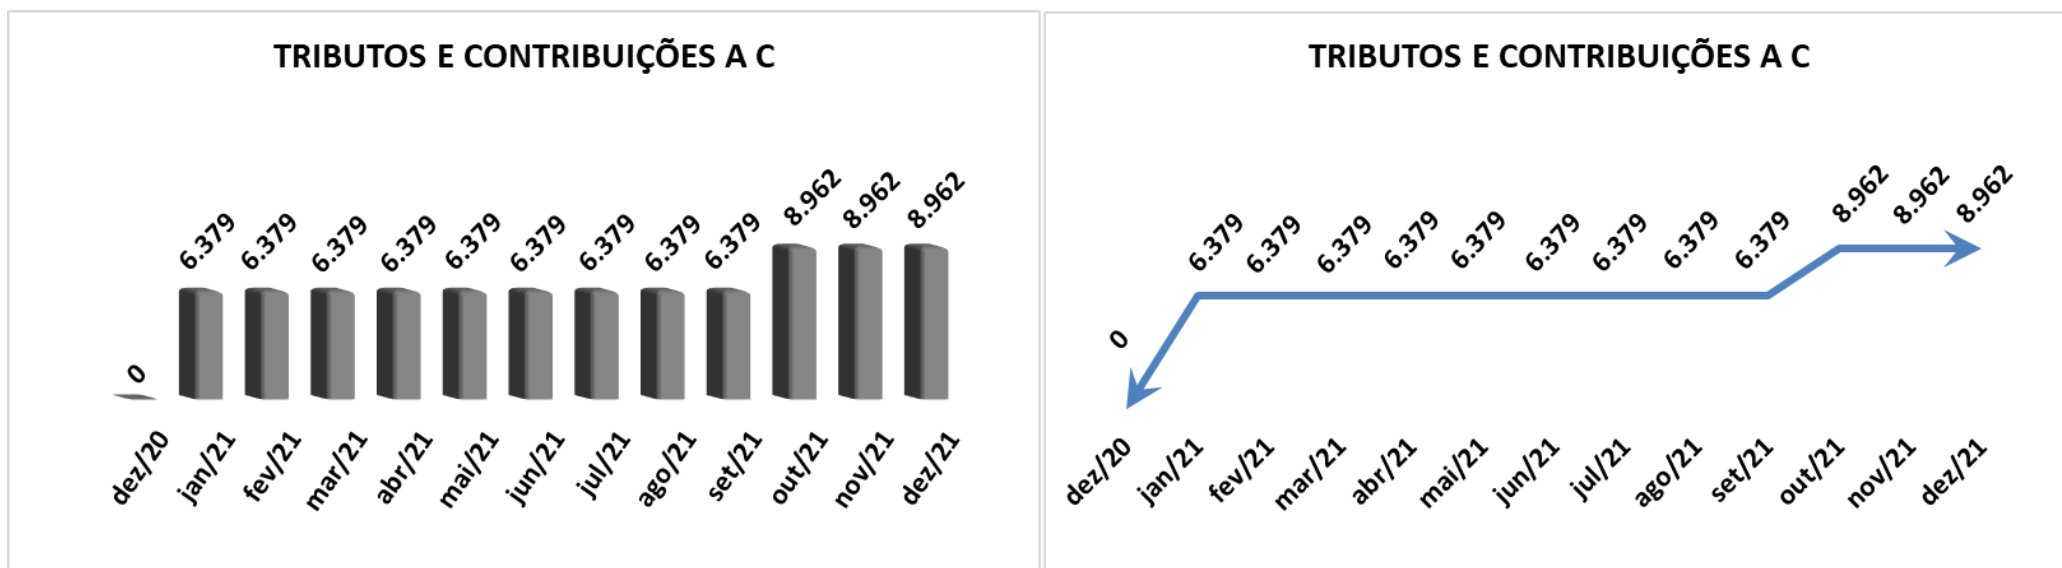 TRIBUTOS E CONTRIBUIÇÕES A C
0
6.379
6.379
6.379
6.379
6.379
6.379
6.379
6.379
6.379
8.962
8.962
8.962
dez/20
jan/21
fev/21
mar/21
abr/21
mai/21
jun/21
jul/21
ago/21
set/21
out/21
nov/21
dez/21
TRIBUTOS E CONTRIBUIÇÕES A C
0
6.379
6.379
6.379
6.379
6.379
6.379
6.379
6.379
6.379
8.962
8.962
8.962
dez/20
jan/21
fev/21
mar/21
abr/21
mai/21
jun/21
jul/21
ago/21
set/21
out/21
nov/21
dez/21